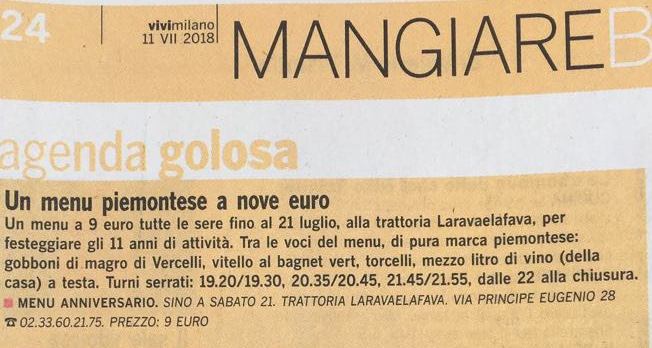 24
vivimilano
11 VII 2018
MANGIAREB
agenda golosa
Un menu piemontese a nove euro
Un menu a 9 euro tutte le sere fino al 21 luglio, alla trattoria Laravaelafava, per
festeggiare gli 11 anni di attività. Tra le voci del menu, di pura marca piemontese:
gobboni di magro di Vercelli, vitello al bagnet vert, torcelli, mezzo litro di vino (della
casa) a testa. Turni serrati: 19.20/19.30, 20.35/20.45, 21.45/21.55, dalle 22 alla chiusura.
■ MENU ANNIVERSARIO. SINO A SABATO 21. TRATTORIA LARAVAELAFAVA. VIA PRINCIPE EUGENIO 28
☎ 02.33.60.21.75. PREZZO: 9 EURO